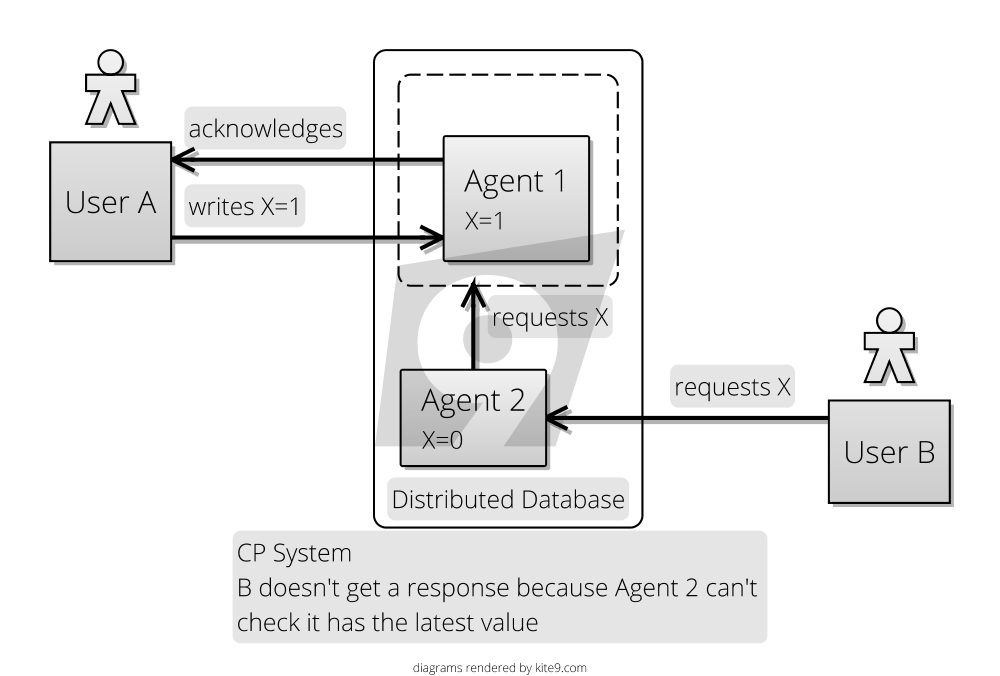 acknowledges
User A
writes X=1
Agent 1
X=1
requests X
Agent 2
X=0
requests X
User B
Distributed Database
CP System
B doesn't get a response because Agent 2 can't
check it has the latest value
diagrams rendered by kite9.com